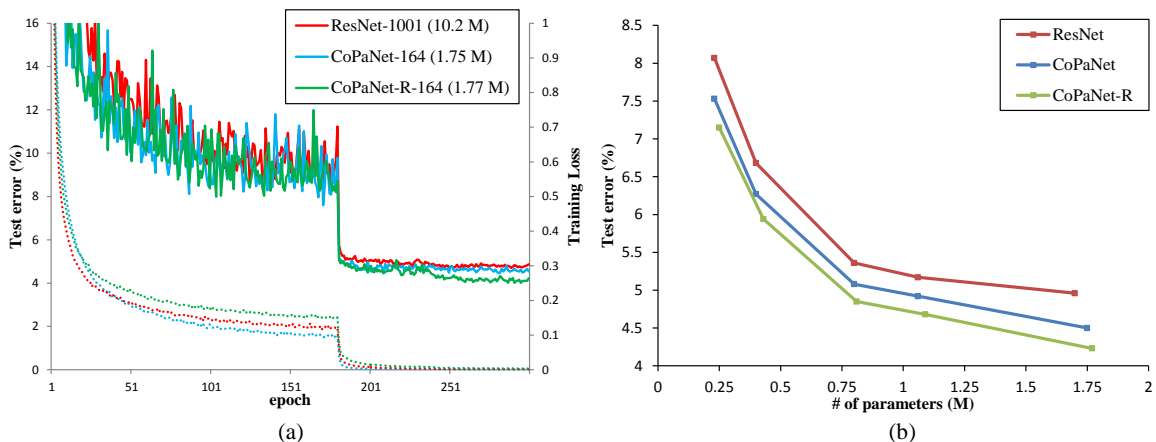 ResNet-1001 (10.2 M)
CoPaNet-164 (1.75 M)
CoPaNet-R-164 (1.77 M)
16
14
12
10
8
6
4
2
0
Test error (%)
1
0.9
0.8
0.7
0.6
0.5
0.4
0.3
0.2
0.1
0
Training Loss
1 51 101 151 201 251
epoch
(a)
ResNet
CoPaNet
CoPaNet-R
8.5
8
7.5
7
6.5
6
5.5
5
4.5
4
Test error (%)
0 0.25 0.5 0.75 1 1.25 1.5 1.75 2
# of parameters (M)
(b)